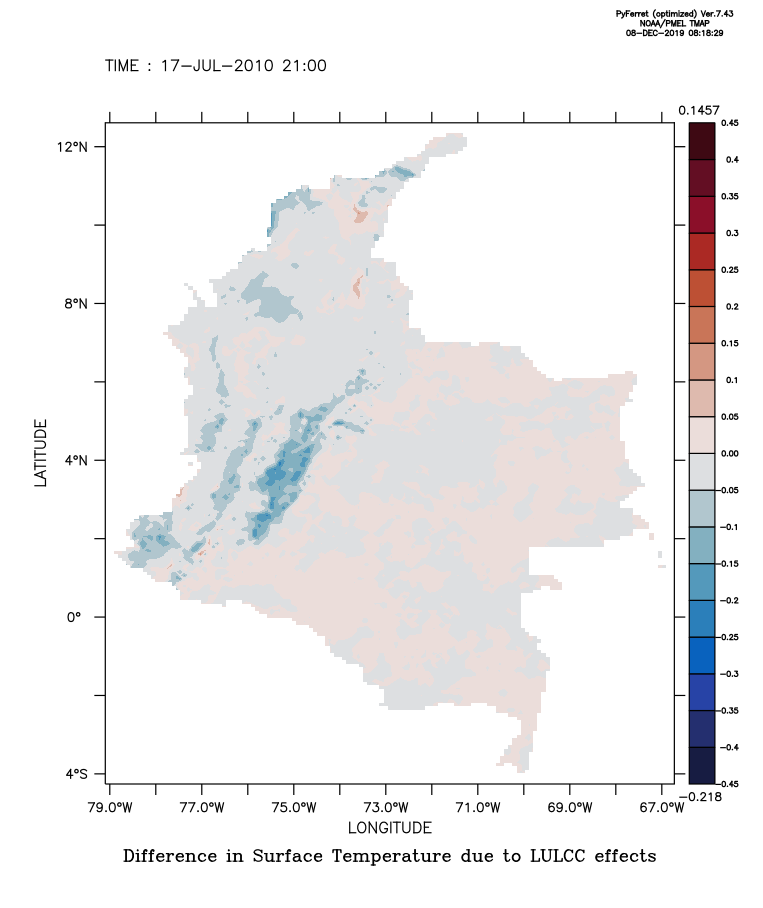 PyFerret (optimized) Ver.7.43
NOAA/PMEL TMAP
08-DEC-2019 08:18:29
TIME : 17-JUL-2010 21:00
0.1457
0.45
0.4
0.35
0.3
0.25
0.2
0.15
0.1
0.05
0.00
-0.05
-0.1
-0.15
-0.2
-0.25
-0.3
-0.35
-0.4
-0.45
-0.218
12°N
8°N
4°N
0°
4°S
LATITUDE
79.0°W 77.0°W 75.0°W 73.0°W 71.0°W 69.0°W 67.0°W
LONGITUDE
Difference in Surface Temperature due to LULCC effects